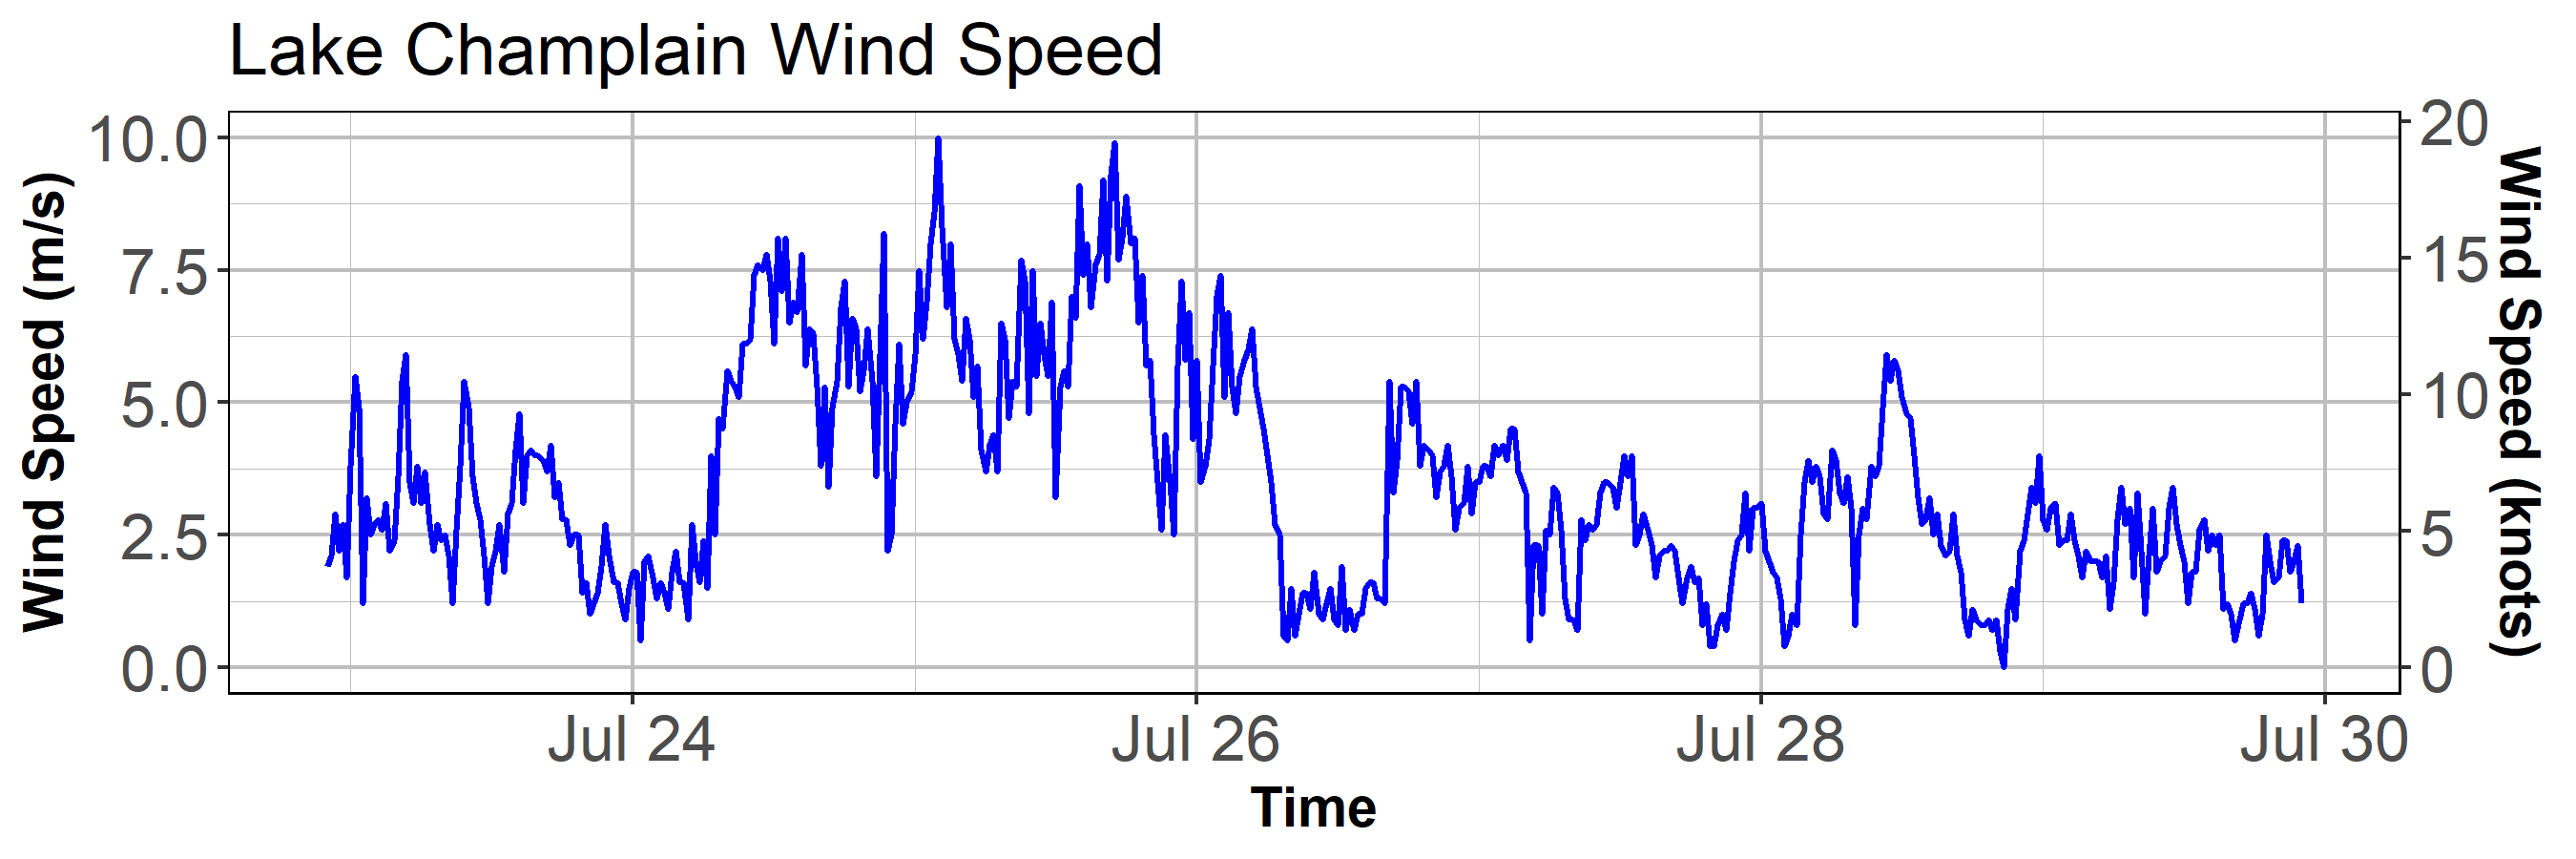 Lake Champlain Wind Speed
10.0
7.5
5.0
2.5
0.0
Wind Speed (m/s)
20
15
10
5
0
Wind Speed (knots)
Jul 24 Jul 26 Jul 28 Jul 30
Time